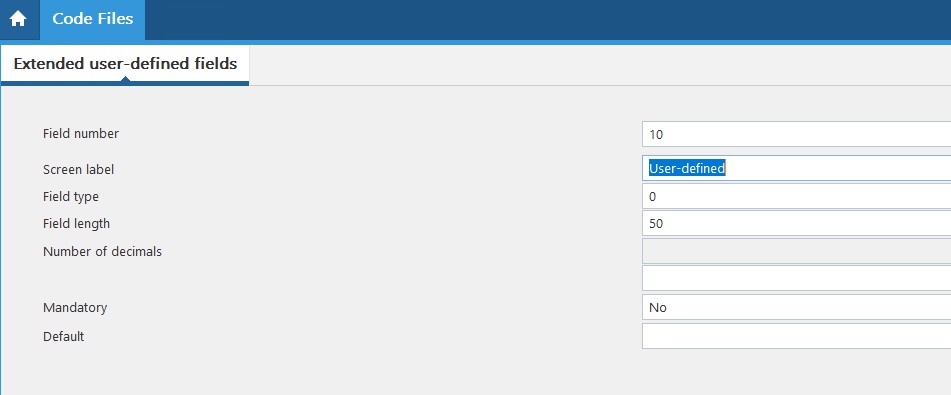 Code Files
Extended user-defined fields
Field number 10
Screen label User-defined
Field type 0
Field length 50
Number of decimals
Mandatory No
Default